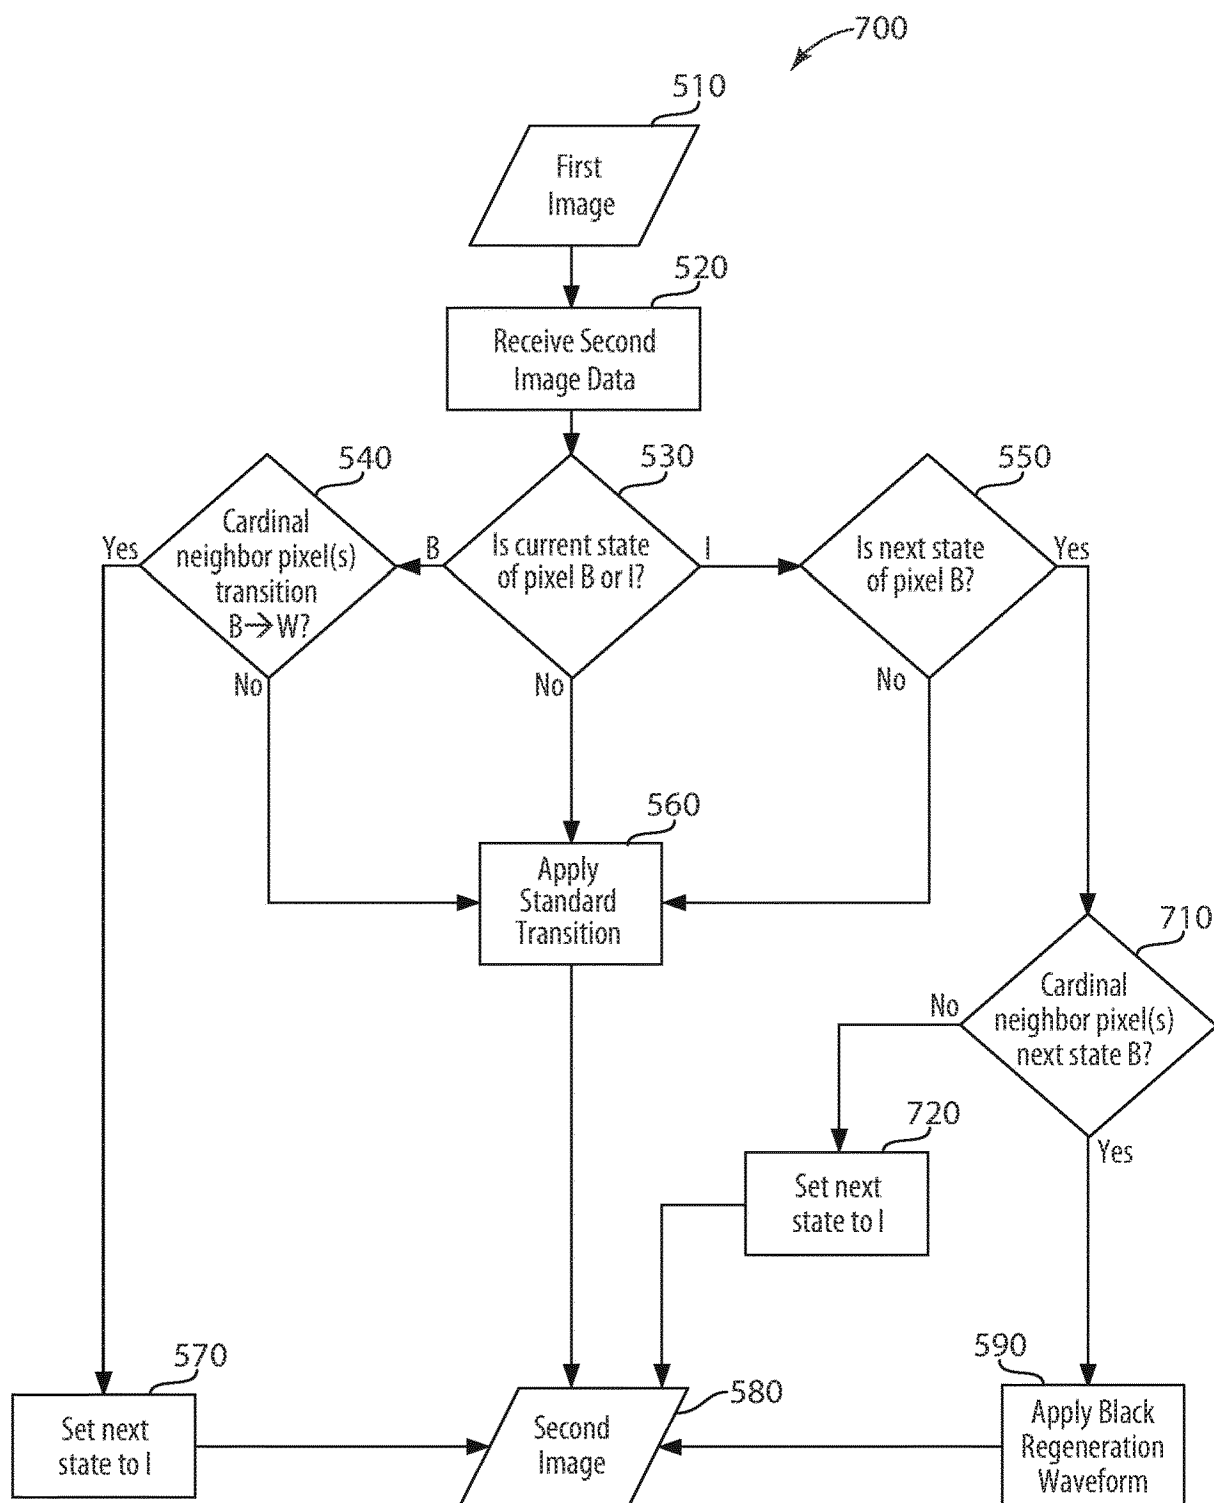 700
510
First
Image
520
Receive Second
Image Data
540
530
550
Cardinal
neighbor pixel(s)
transition
B→W?
Yes
B
Is current state
of pixel B or I?
I
Is next state
of pixel B?
Yes
No
No
No
560
Apply
Standard
Transition
710
Cardinal
neighbor pixel(s)
next state B?
No
Yes
720
Set next
state to I
570
Set next
state to I
580
Second
Image
590
Apply Black
Regeneration
Waveform